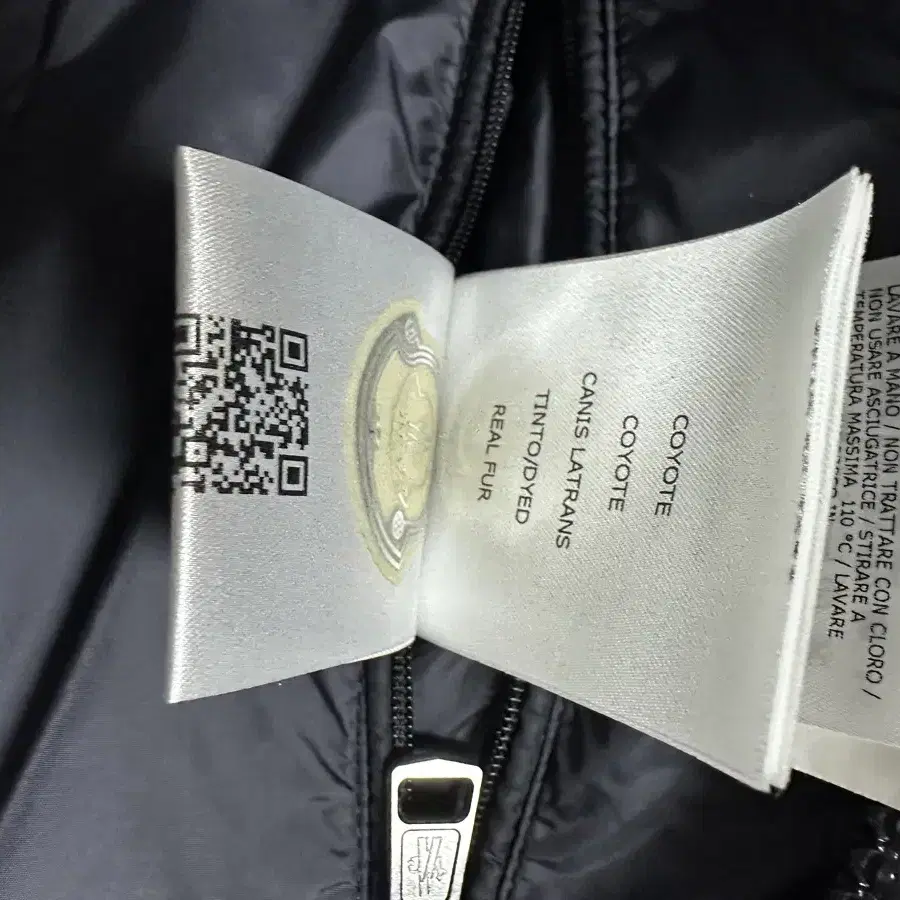 COYOTE
COYOTE
CANIS LATRANS
TINTO/DYED
REAL FUR
LAVARE A MANO / NON TRATTARE CON CLORO /
NON USARE ASCIUGATRICE / STIRARE A
TEMPERATURA MASSIMA 110 °C / LAVARE